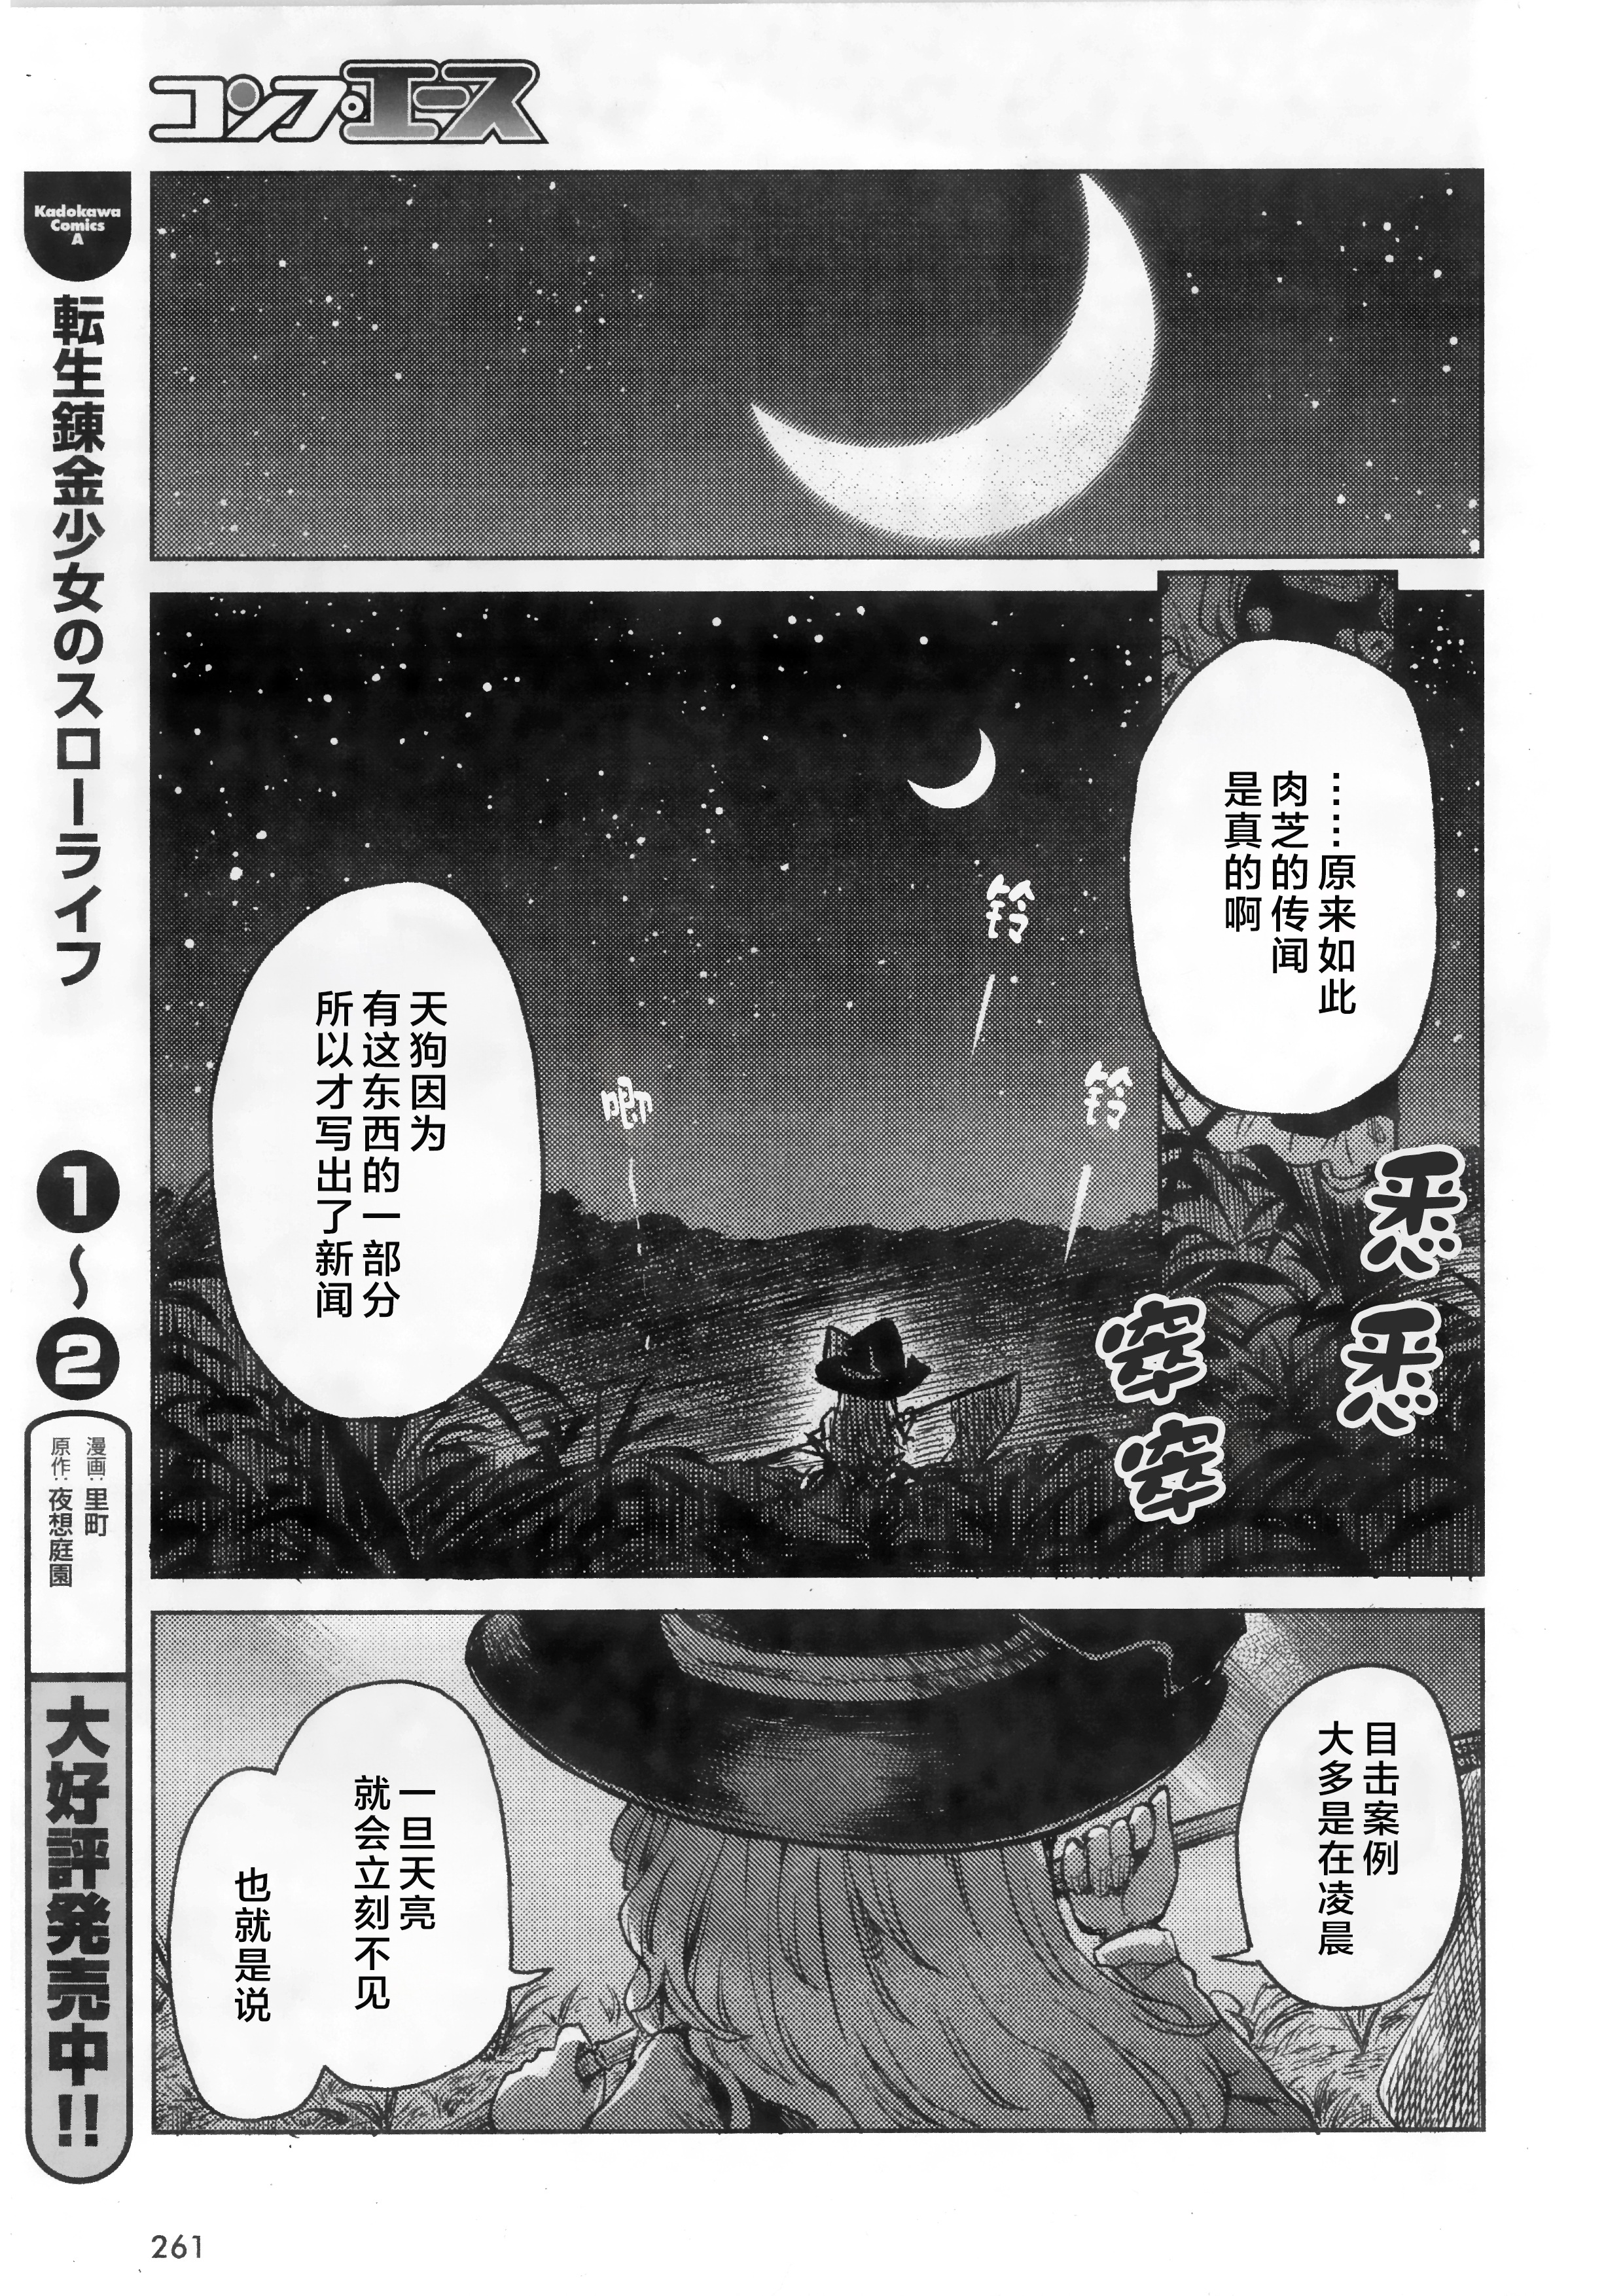 コンプ・エース
Kadokawa
Comics
A
転生錬金少女のスローライフ
1〜2
漫画:里町
原作:夜想庭園
大好評発売中!!
……原来如此
肉芝的传闻
是真的啊
铃
铃
唧
天狗因为
有这东西的一部分
所以才写出了新闻
悉
悉
窣
窣
目击案例
大多是在凌晨
一旦天亮
就会立刻不见
也就是说
261